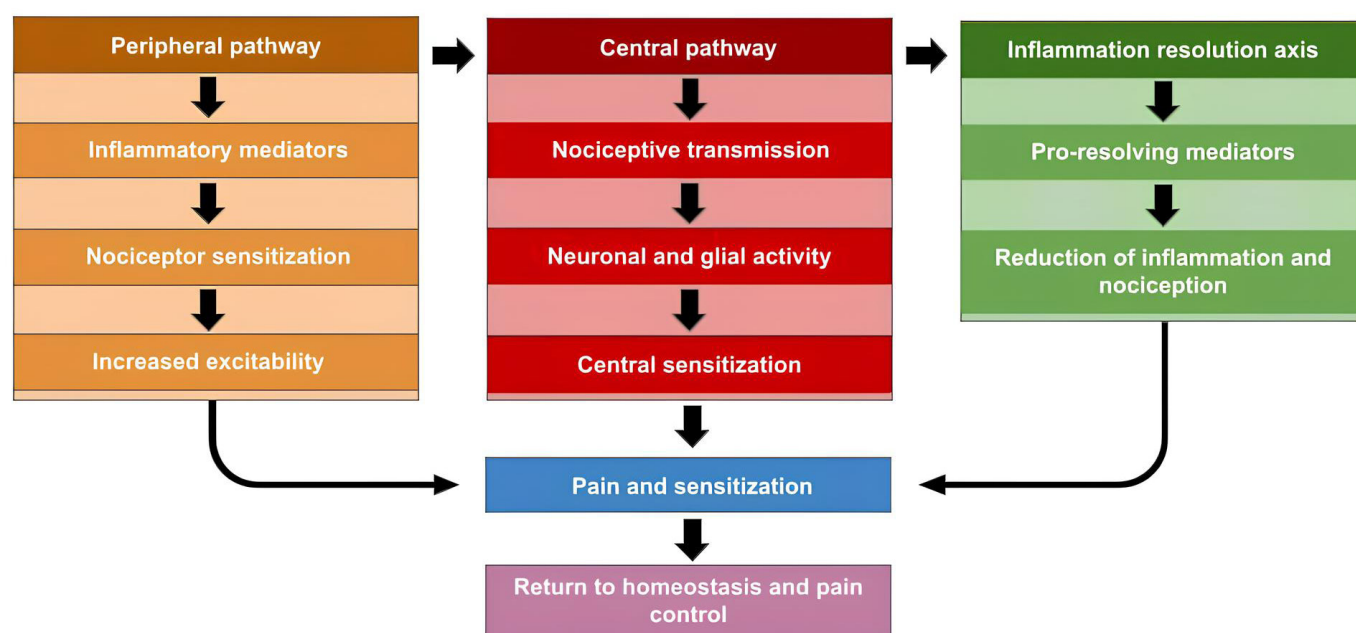 Peripheral pathway
Inflammatory mediators
Nociceptor sensitization
Increased excitability
Central pathway
Nociceptive transmission
Neuronal and glial activity
Central sensitization
Inflammation resolution axis
Pro-resolving mediators
Reduction of inflammation and
nociception
Pain and sensitization
Return to homeostasis and pain
control